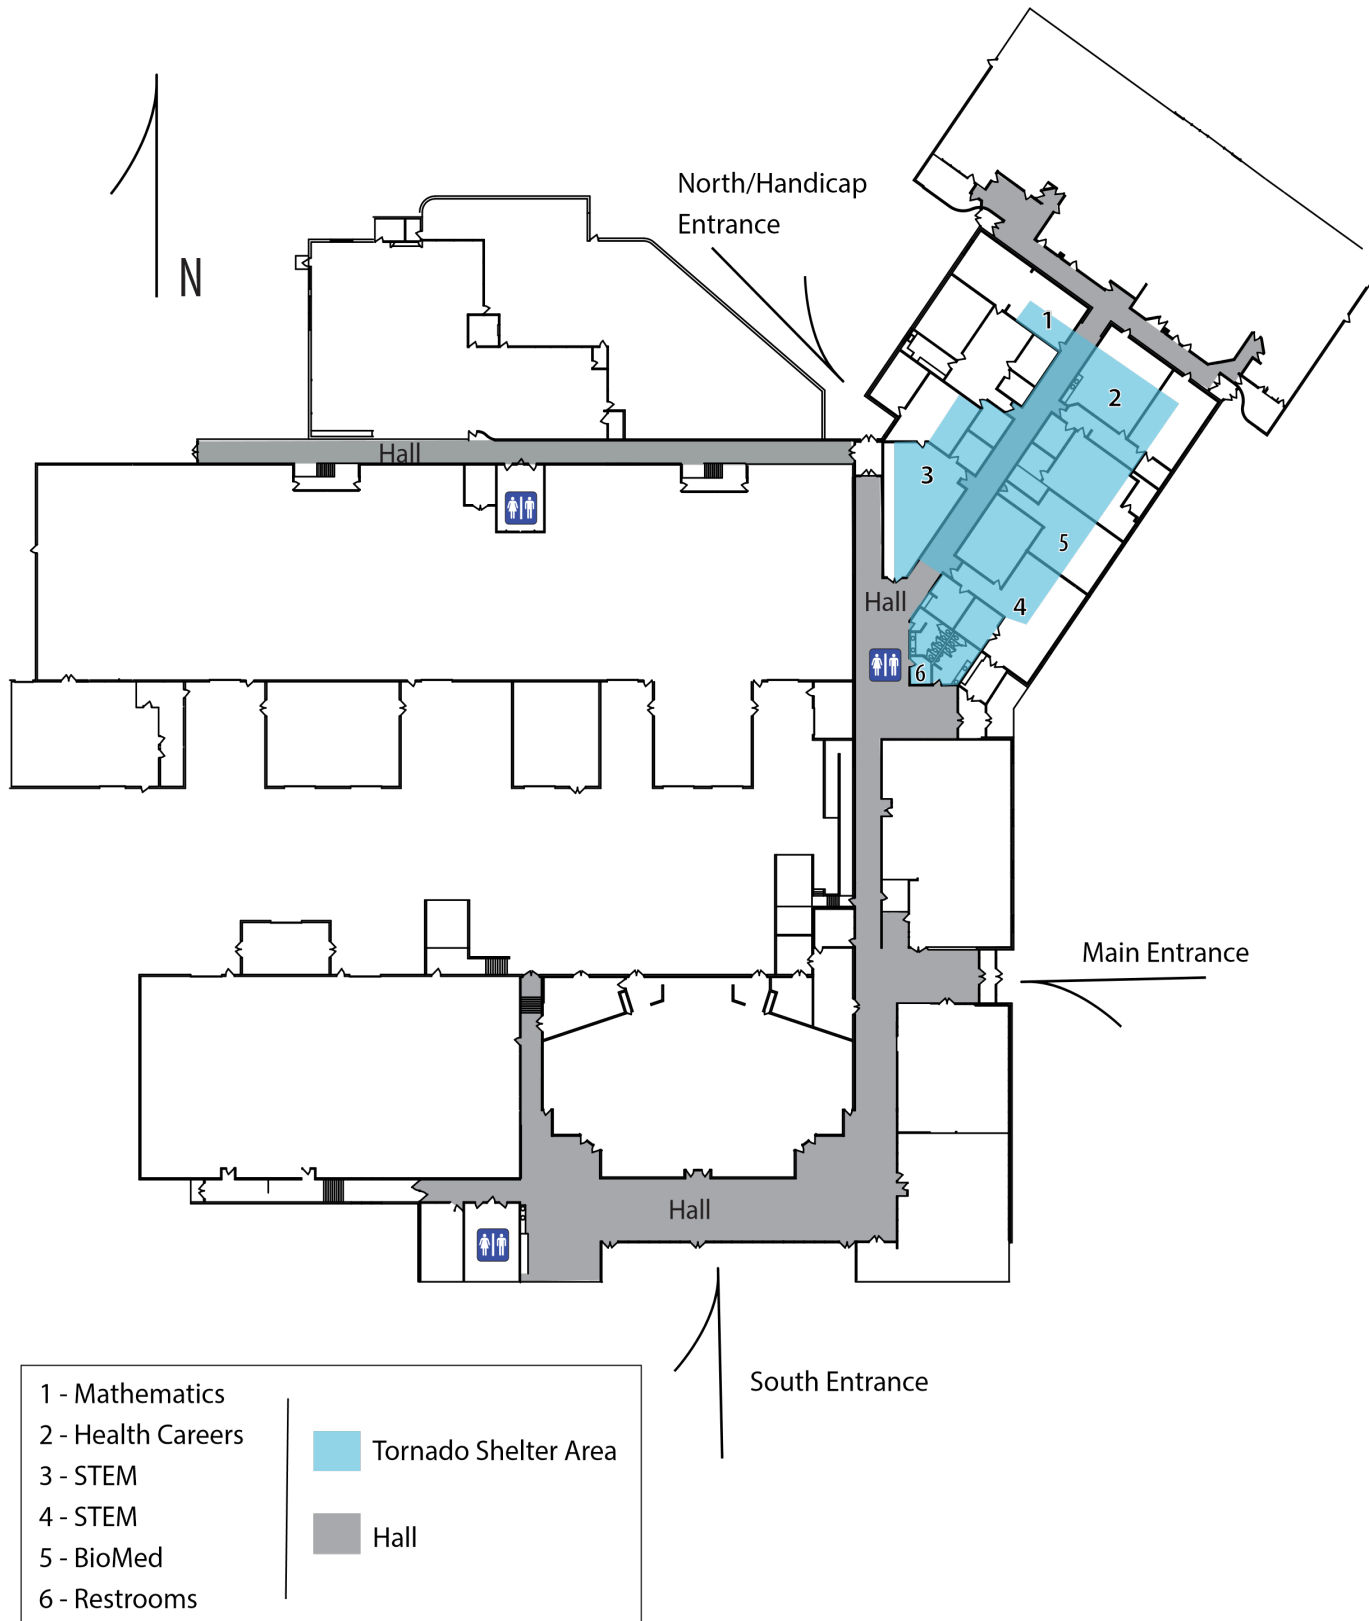 North/Handicap
Entrance
N
1
2
Hall
3
5
Hall
4
6
Main Entrance
Hall
South Entrance
1 - Mathematics
2 - Health Careers
3 - STEM
4 - STEM
5 - BioMed
6 - Restrooms
Tornado Shelter Area
Hall